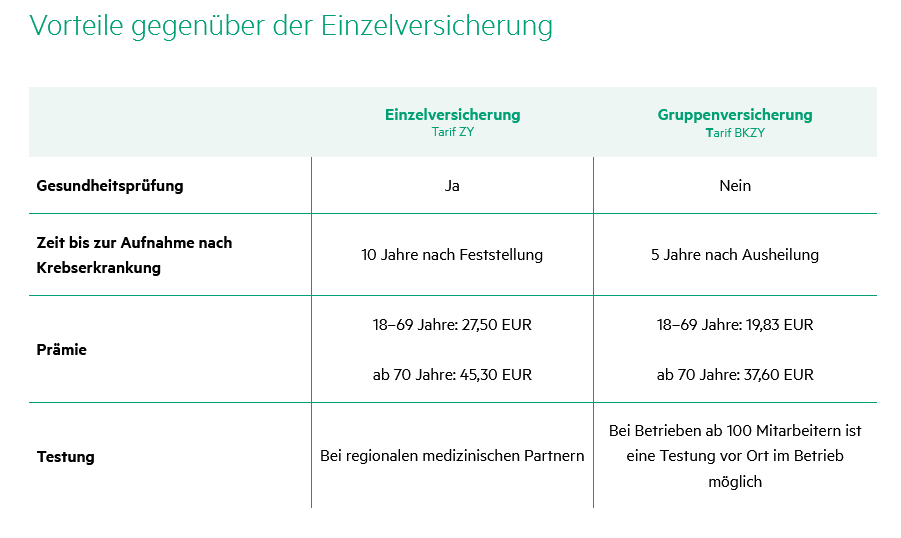 Vorteile gegenüber der Einzelversicherung
Einzelversicherung
Tarif ZY
Gruppenversicherung
Tarif BKZY
Gesundheitsprüfung
Ja
Nein
Zeit bis zur Aufnahme nach
Krebserkrankung
10 Jahre nach Feststellung
5 Jahre nach Ausheilung
Prämie
18–69 Jahre: 27,50 EUR
ab 70 Jahre: 45,30 EUR
18–69 Jahre: 19,83 EUR
ab 70 Jahre: 37,60 EUR
Testung
Bei regionalen medizinischen Partnern
Bei Betrieben ab 100 Mitarbeitern ist
eine Testung vor Ort im Betrieb
möglich